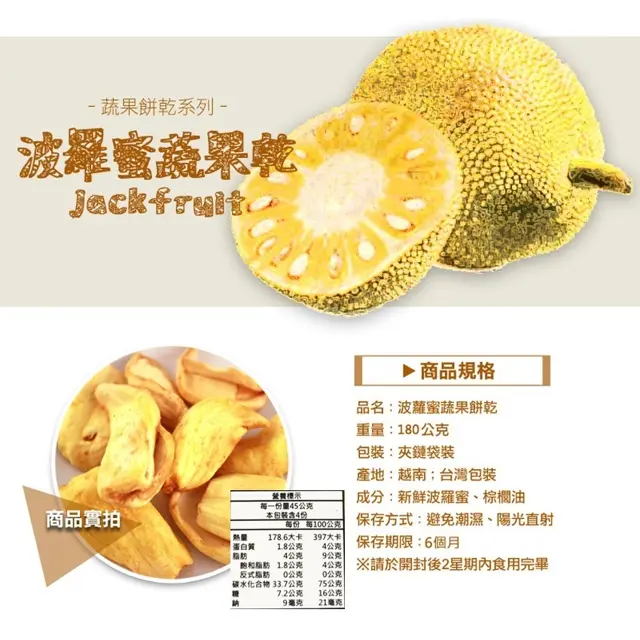 - 蔬果餅乾系列 -
波羅蜜蔬果乾
Jackfruit
▶商品規格
品名：波蘿蜜蔬果餅乾
重量：180公克
包裝：夾鏈袋裝
產地：越南；台灣包裝
成分：新鮮波羅蜜、棕櫚油
保存方式：避免潮濕、陽光直射
保存期限：6個月
※請於開封後2星期內食用完畢
商品實拍
營養標示
每一份量45公克
本包裝含4份
每份 每100公克
熱量 178.6大卡 397大卡
蛋白質 1.8公克 4公克
脂肪 4公克 9公克
飽和脂肪 1.8公克 4公克
反式脂肪 0公克 0公克
碳水化合物 33.7公克 75公克
糖 7.2公克 16公克
鈉 9毫克 21毫克